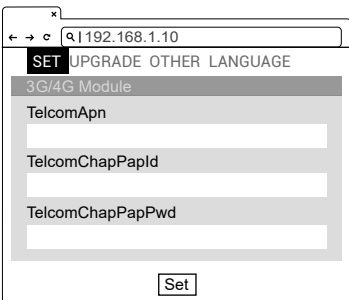 192.168.1.10
SET UPGRADE OTHER LANGUAGE
3G/4G Module
TelcomApn
TelcomChapPapId
TelcomChapPapPwd
Set